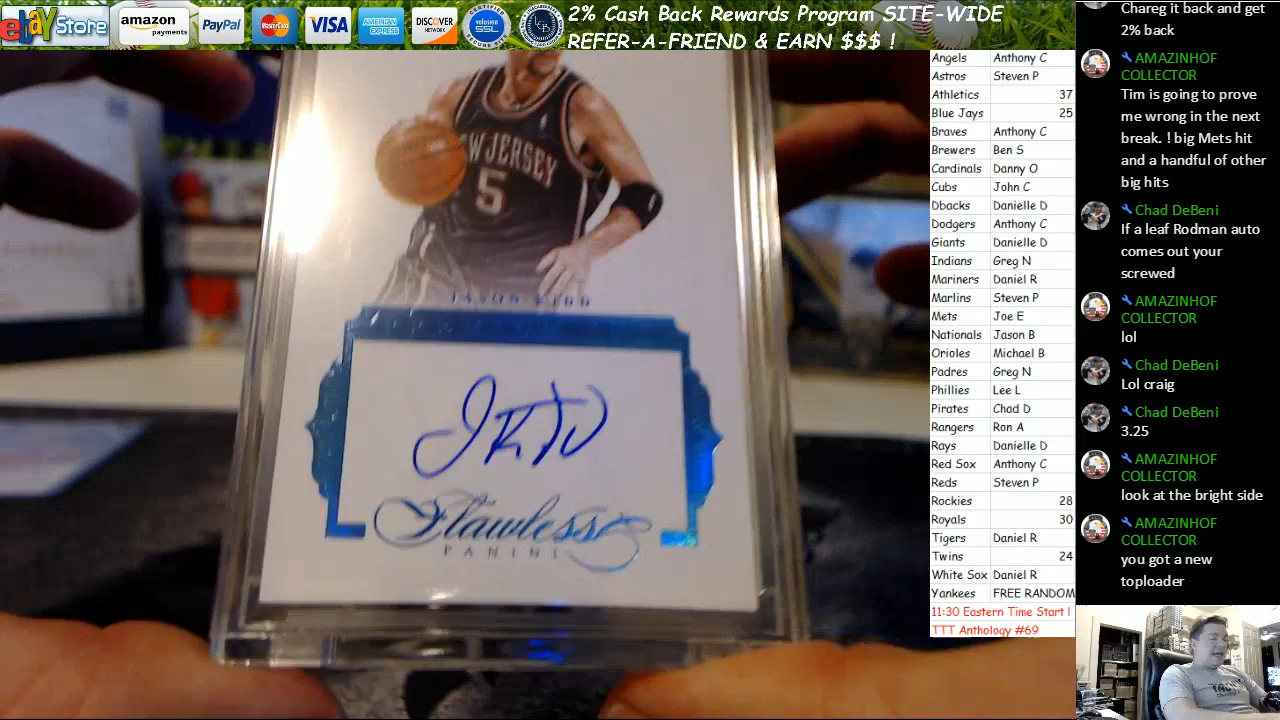 ebay Store
amazon payments
PayPal
MasterCard
VISA
AMERICAN EXPRESS
DISCOVER NETWORK
volusion SSL
2% Cash Back Rewards Program SITE-WIDE
REFER-A-FRIEND & EARN $$$ !
W JERSEY
5
JASON KIDD
Flawless
PANINI
Angels Anthony C
Astros Steven P
Athletics 37
Blue Jays 25
Braves Anthony C
Brewers Ben S
Cardinals Danny O
Cubs John C
Dbacks Danielle D
Dodgers Anthony C
Giants Danielle D
Indians Greg N
Mariners Daniel R
Marlins Steven P
Mets Joe E
Nationals Jason B
Orioles Michael B
Padres Greg N
Phillies Lee L
Pirates Chad D
Rangers Ron A
Rays Danielle D
Red Sox Anthony C
Reds Steven P
Rockies 28
Royals 30
Tigers Daniel R
Twins 24
White Sox Daniel R
Yankees FREE RANDOM
11:30 Eastern Time Start !
TTT Anthology #69
Chareg it back and get
2% back
AMAZINHOF
COLLECTOR
Tim is going to prove
me wrong in the next
break. ! big Mets hit
and a handful of other
big hits
Chad DeBeni
If a leaf Rodman auto
comes out your
screwed
AMAZINHOF
COLLECTOR
lol
Chad DeBeni
Lol craig
Chad DeBeni
3.25
AMAZINHOF
COLLECTOR
look at the bright side
AMAZINHOF
COLLECTOR
you got a new
toploader